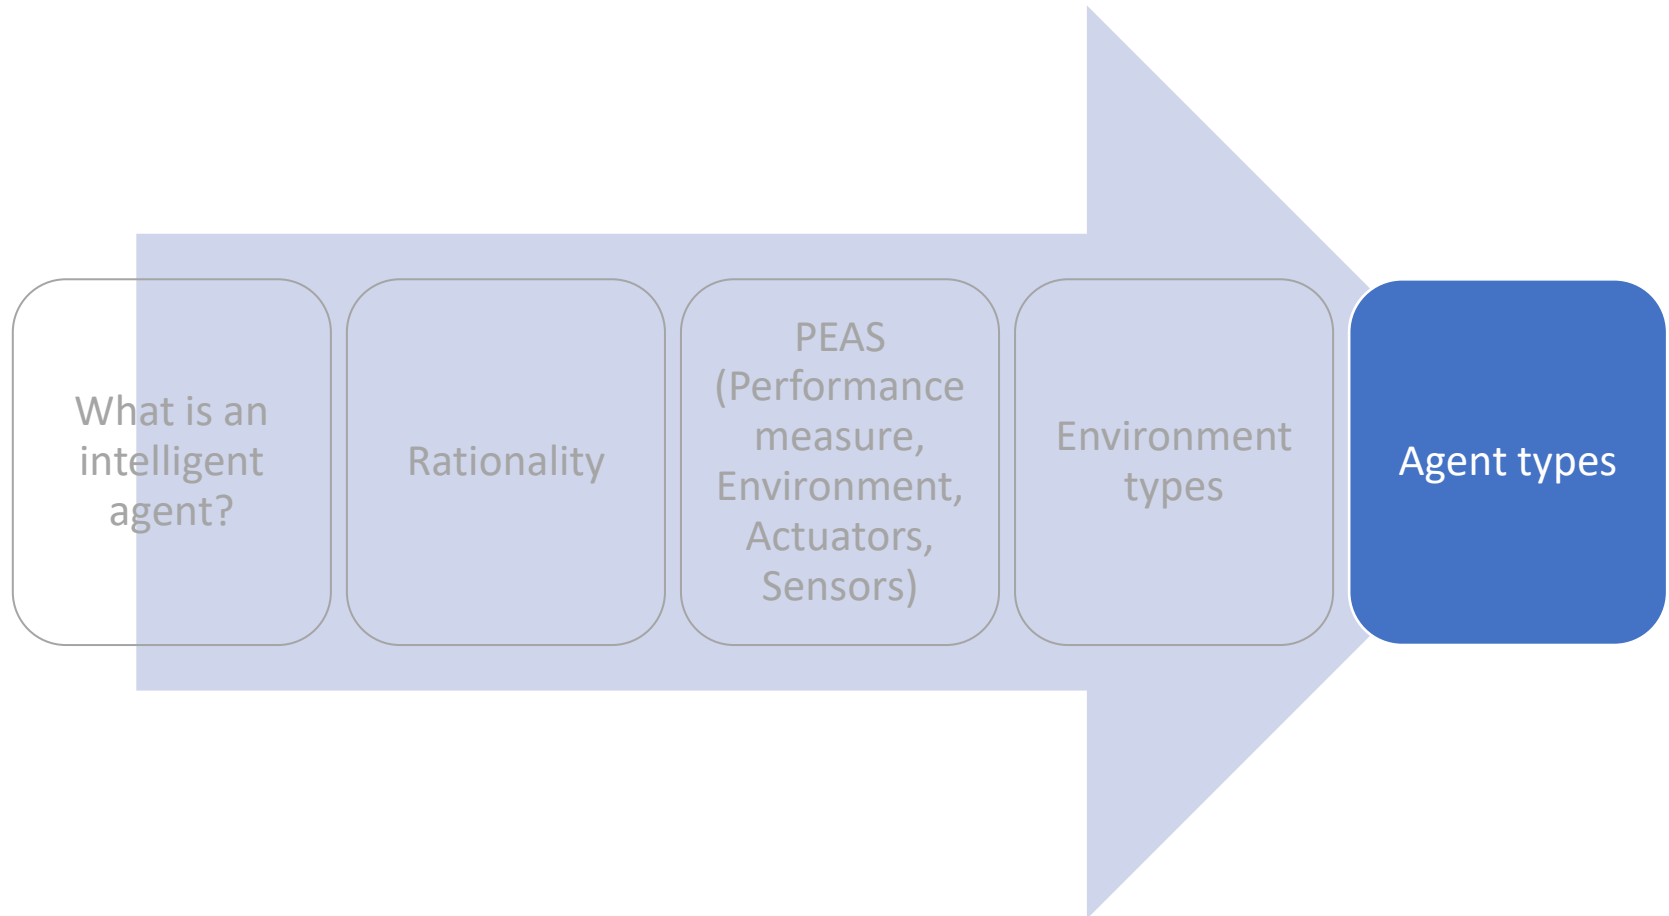 What is an
intelligent
agent?
Rationality
PEAS
(Performance
measure,
Environment,
Actuators,
Sensors)
Environment
types
Agent types